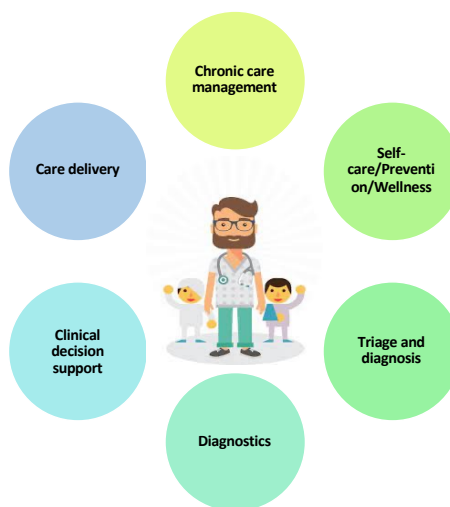 Chronic care
management
Self-
care/Preventi
on/Wellness
Triage and
diagnosis
Diagnostics
Clinical
decision
support
Care delivery